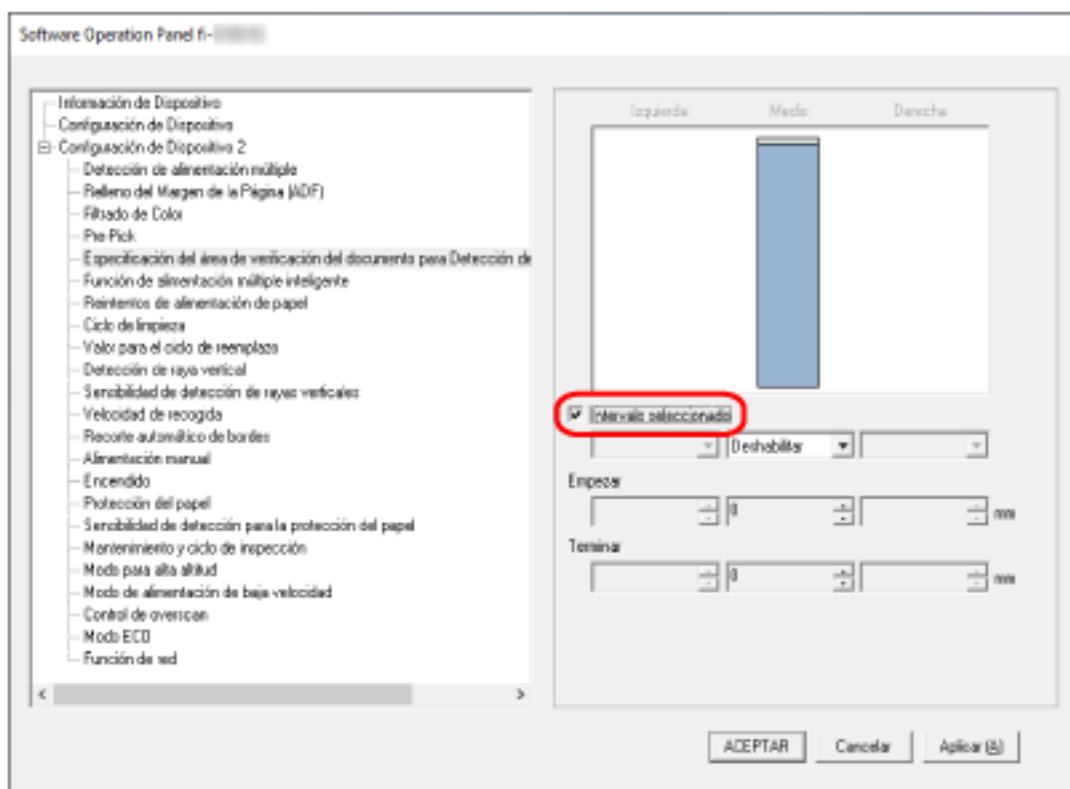 Software Operation Panel fi-
Información de Dispositivo
Configuración de Dispositivo
Configuración de Dispositivo 2
Detección de alimentación múltiple
Relleno del Margen de la Página (ADF)
Filtrado de Color
Pre-Pick
Especificación del área de verificación del documento para Detección de
Función de alimentación múltiple inteligente
Reintentos de alimentación de papel
Ciclo de limpieza
Valor para el ciclo de reemplazo
Detección de raya vertical
Sensibilidad de detección de rayas verticales
Velocidad de recogida
Recorte automático de bordes
Alimentación manual
Encendido
Protección del papel
Sensibilidad de detección para la protección del papel
Mantenimiento y ciclo de inspección
Modo para alta altitud
Modo de alimentación de baja velocidad
Control de overscan
Modo ECO
Función de red
Izquierda Medio Derecha
Intervalo seleccionado
Deshabilitar
Empezar
0 mm
Terminar
0 mm
ACEPTAR Cancelar Aplicar (A)